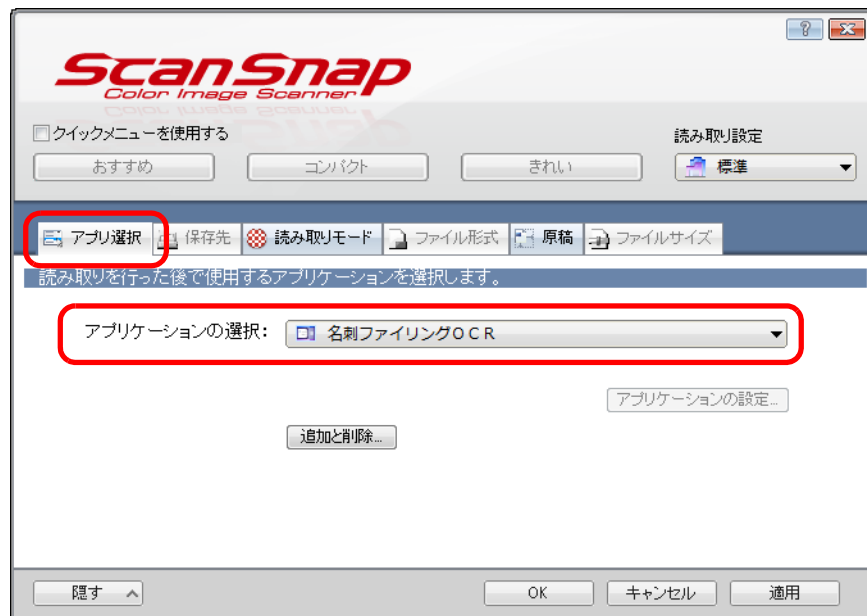 ScanSnap
Color Image Scanner
クイックメニューを使用する
読み取り設定
おすすめ コンパクト きれい 標準
アプリ選択 保存先 読み取りモード ファイル形式 原稿 ファイルサイズ
読み取りを行った後で使用するアプリケーションを選択します。
アプリケーションの選択: 名刺ファイリングOCR
アプリケーションの設定...
追加と削除...
隠す OK キャンセル 適用